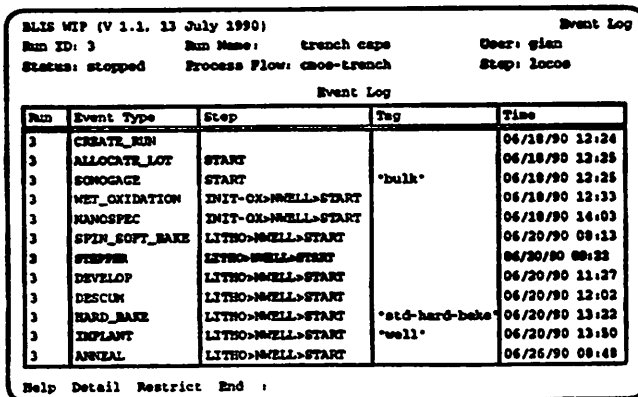 BLIS WIP (V 1.1, 13 July 1990) Event Log
Run ID: 3 Run Name: trench caps User: gian
Status: stopped Process Flow: cmos-trench Step: locos
Event Log
Run Event Type Step Tag Time
3 CREATE_RUN 06/18/90 12:24
3 ALLOCATE_LOT START 06/18/90 12:25
3 SONOGAGE START "bulk" 06/18/90 12:25
3 WET_OXIDATION INIT-OX>NWELL>START 06/18/90 12:33
3 NANOSPEC INIT-OX>NWELL>START 06/18/90 14:03
3 SPIN_SOFT_BAKE LITHO>NWELL>START 06/20/90 08:13
3 STEPPER LITHO>NWELL>START 06/20/90
3 DEVELOP LITHO>NWELL>START 06/20/90 11:27
3 DESCUM LITHO>NWELL>START 06/20/90 12:02
3 HARD_BAKE LITHO>NWELL>START "std-hard-bake" 06/20/90 13:22
3 IMPLANT LITHO>NWELL>START "well" 06/20/90 13:50
3 ANNEAL LITHO>NWELL>START 06/26/90 08:48
Help Detail Restrict End :